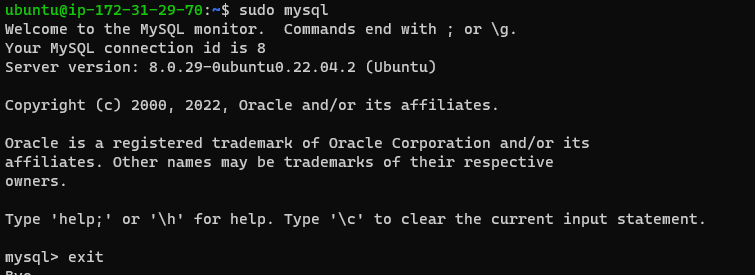 ubuntu@ip-172-31-29-70:~$ sudo mysql
Welcome to the MySQL monitor.  Commands end with ; or \g.
Your MySQL connection id is 8
Server version: 8.0.29-0ubuntu0.22.04.2 (Ubuntu)
Copyright (c) 2000, 2022, Oracle and/or its affiliates.
Oracle is a registered trademark of Oracle Corporation and/or its
affiliates. Other names may be trademarks of their respective
owners.
Type 'help;' or '\h' for help. Type '\c' to clear the current input statement.
mysql> exit
Bye